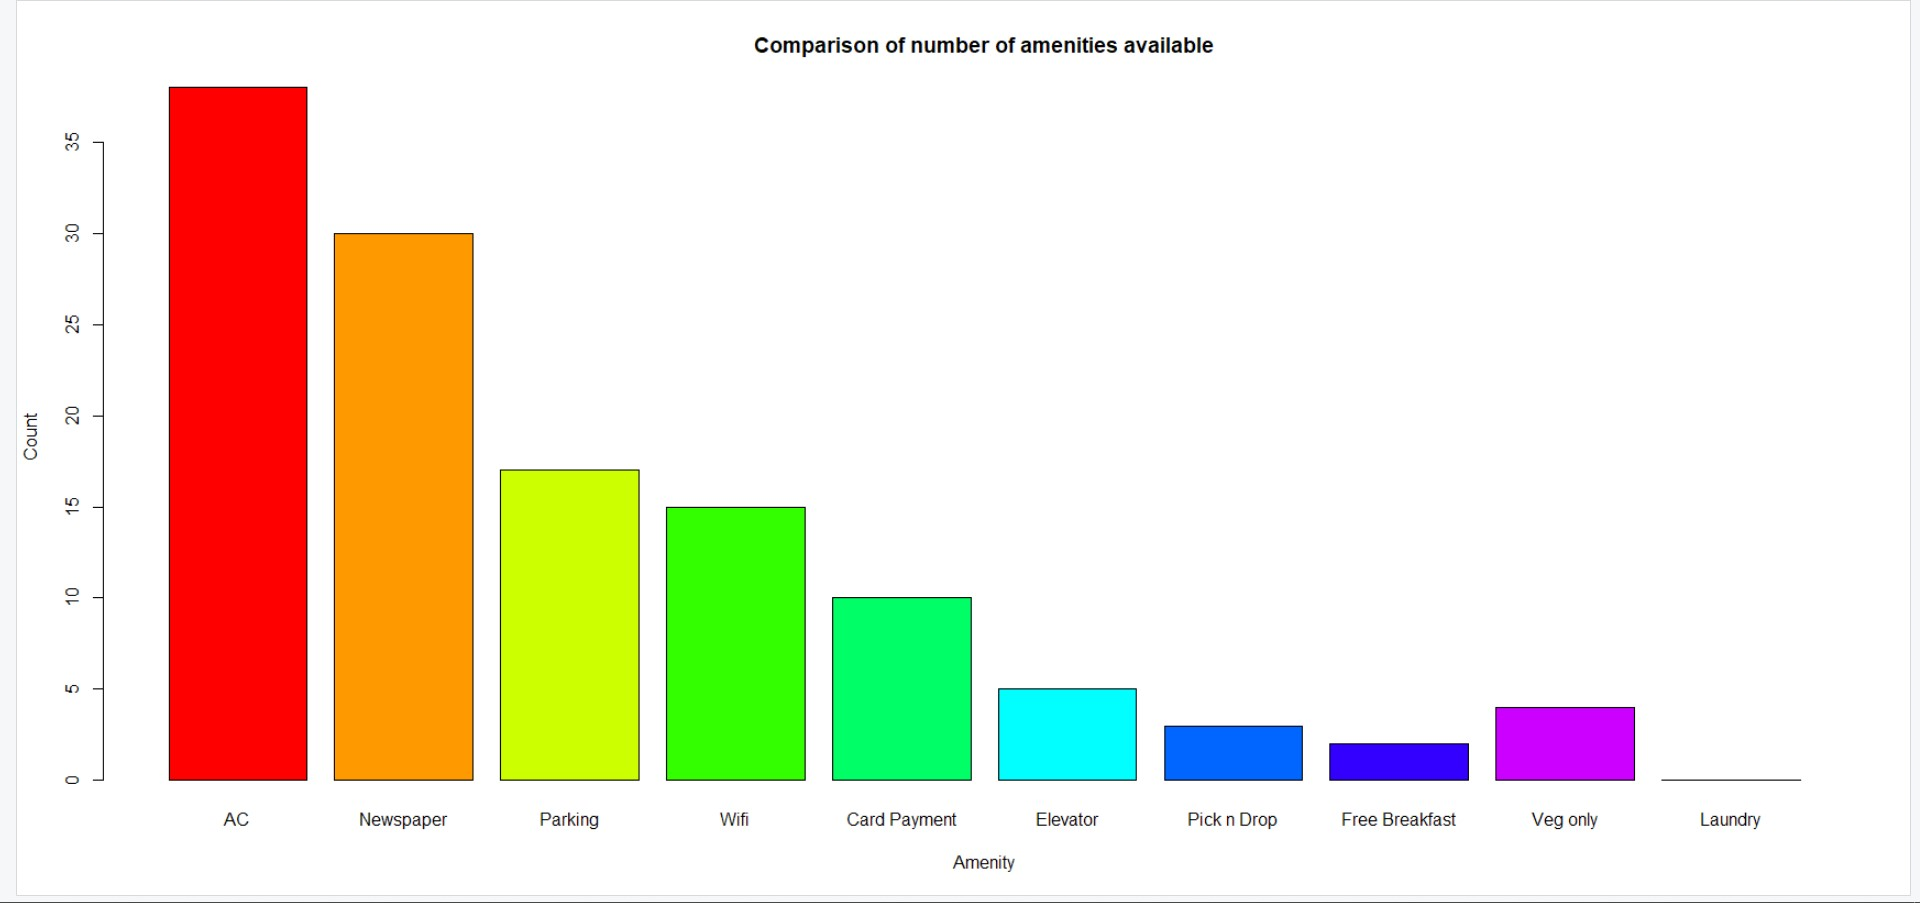 Comparison of number of amenities available
35
30
25
20
15
10
5
0
Count
AC Newspaper Parking Wifi Card Payment Elevator Pick n Drop Free Breakfast Veg only Laundry
Amenity